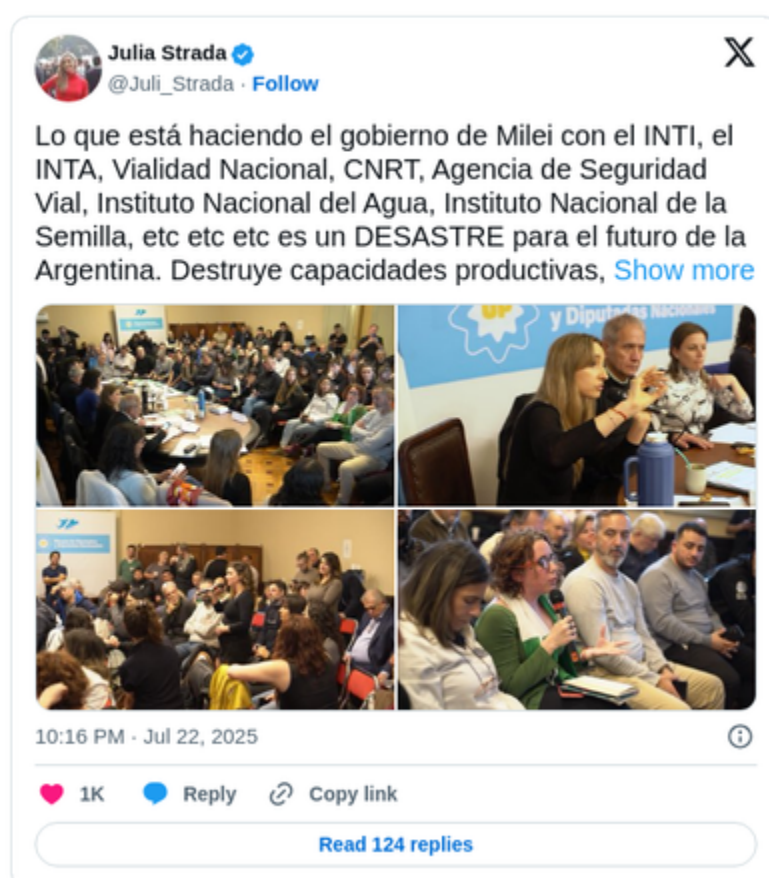 Julia Strada
@Juli_Strada · Follow
Lo que está haciendo el gobierno de Milei con el INTI, el
INTA, Vialidad Nacional, CNRT, Agencia de Seguridad
Vial, Instituto Nacional del Agua, Instituto Nacional de la
Semilla, etc etc etc es un DESASTRE para el futuro de la
Argentina. Destruye capacidades productivas, Show more
UP
y Diputadas Nacionales
10:16 PM · Jul 22, 2025
1K
Reply
Copy link
Read 124 replies